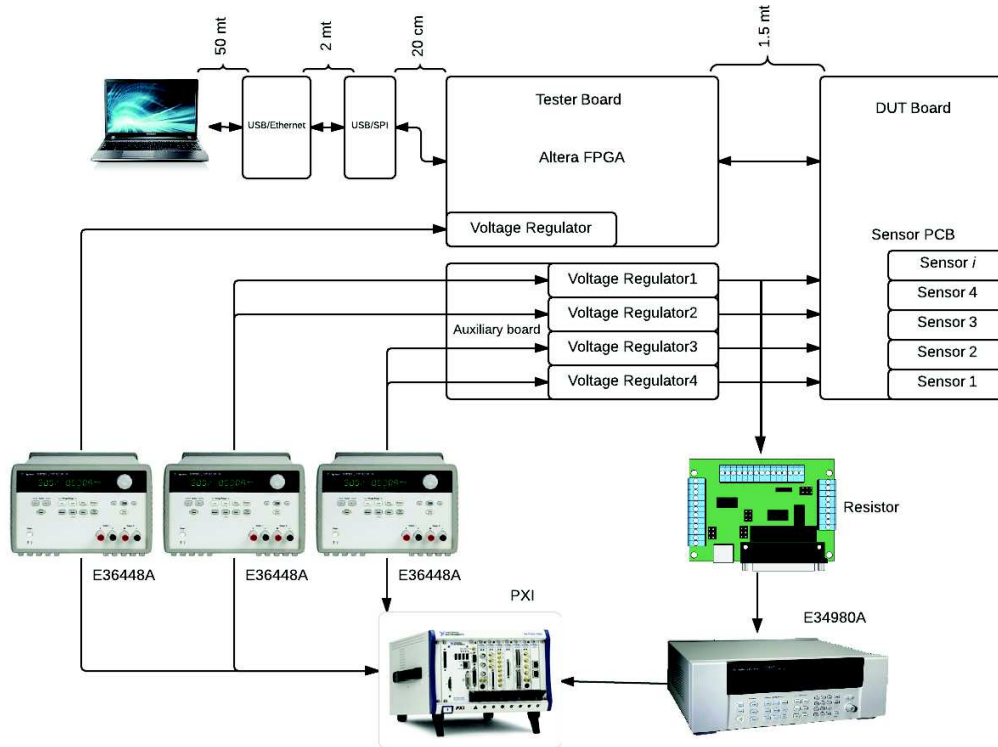 50 mt
2 mt
20 cm
1.5 mt
USB/Ethernet
USB/SPI
Tester Board
Altera FPGA
Voltage Regulator
DUT Board
Sensor PCB
Sensor i
Sensor 4
Sensor 3
Sensor 2
Sensor 1
Auxiliary board
Voltage Regulator1
Voltage Regulator2
Voltage Regulator3
Voltage Regulator4
Resistor
E36448A
E36448A
E36448A
PXI
E34980A
PXI